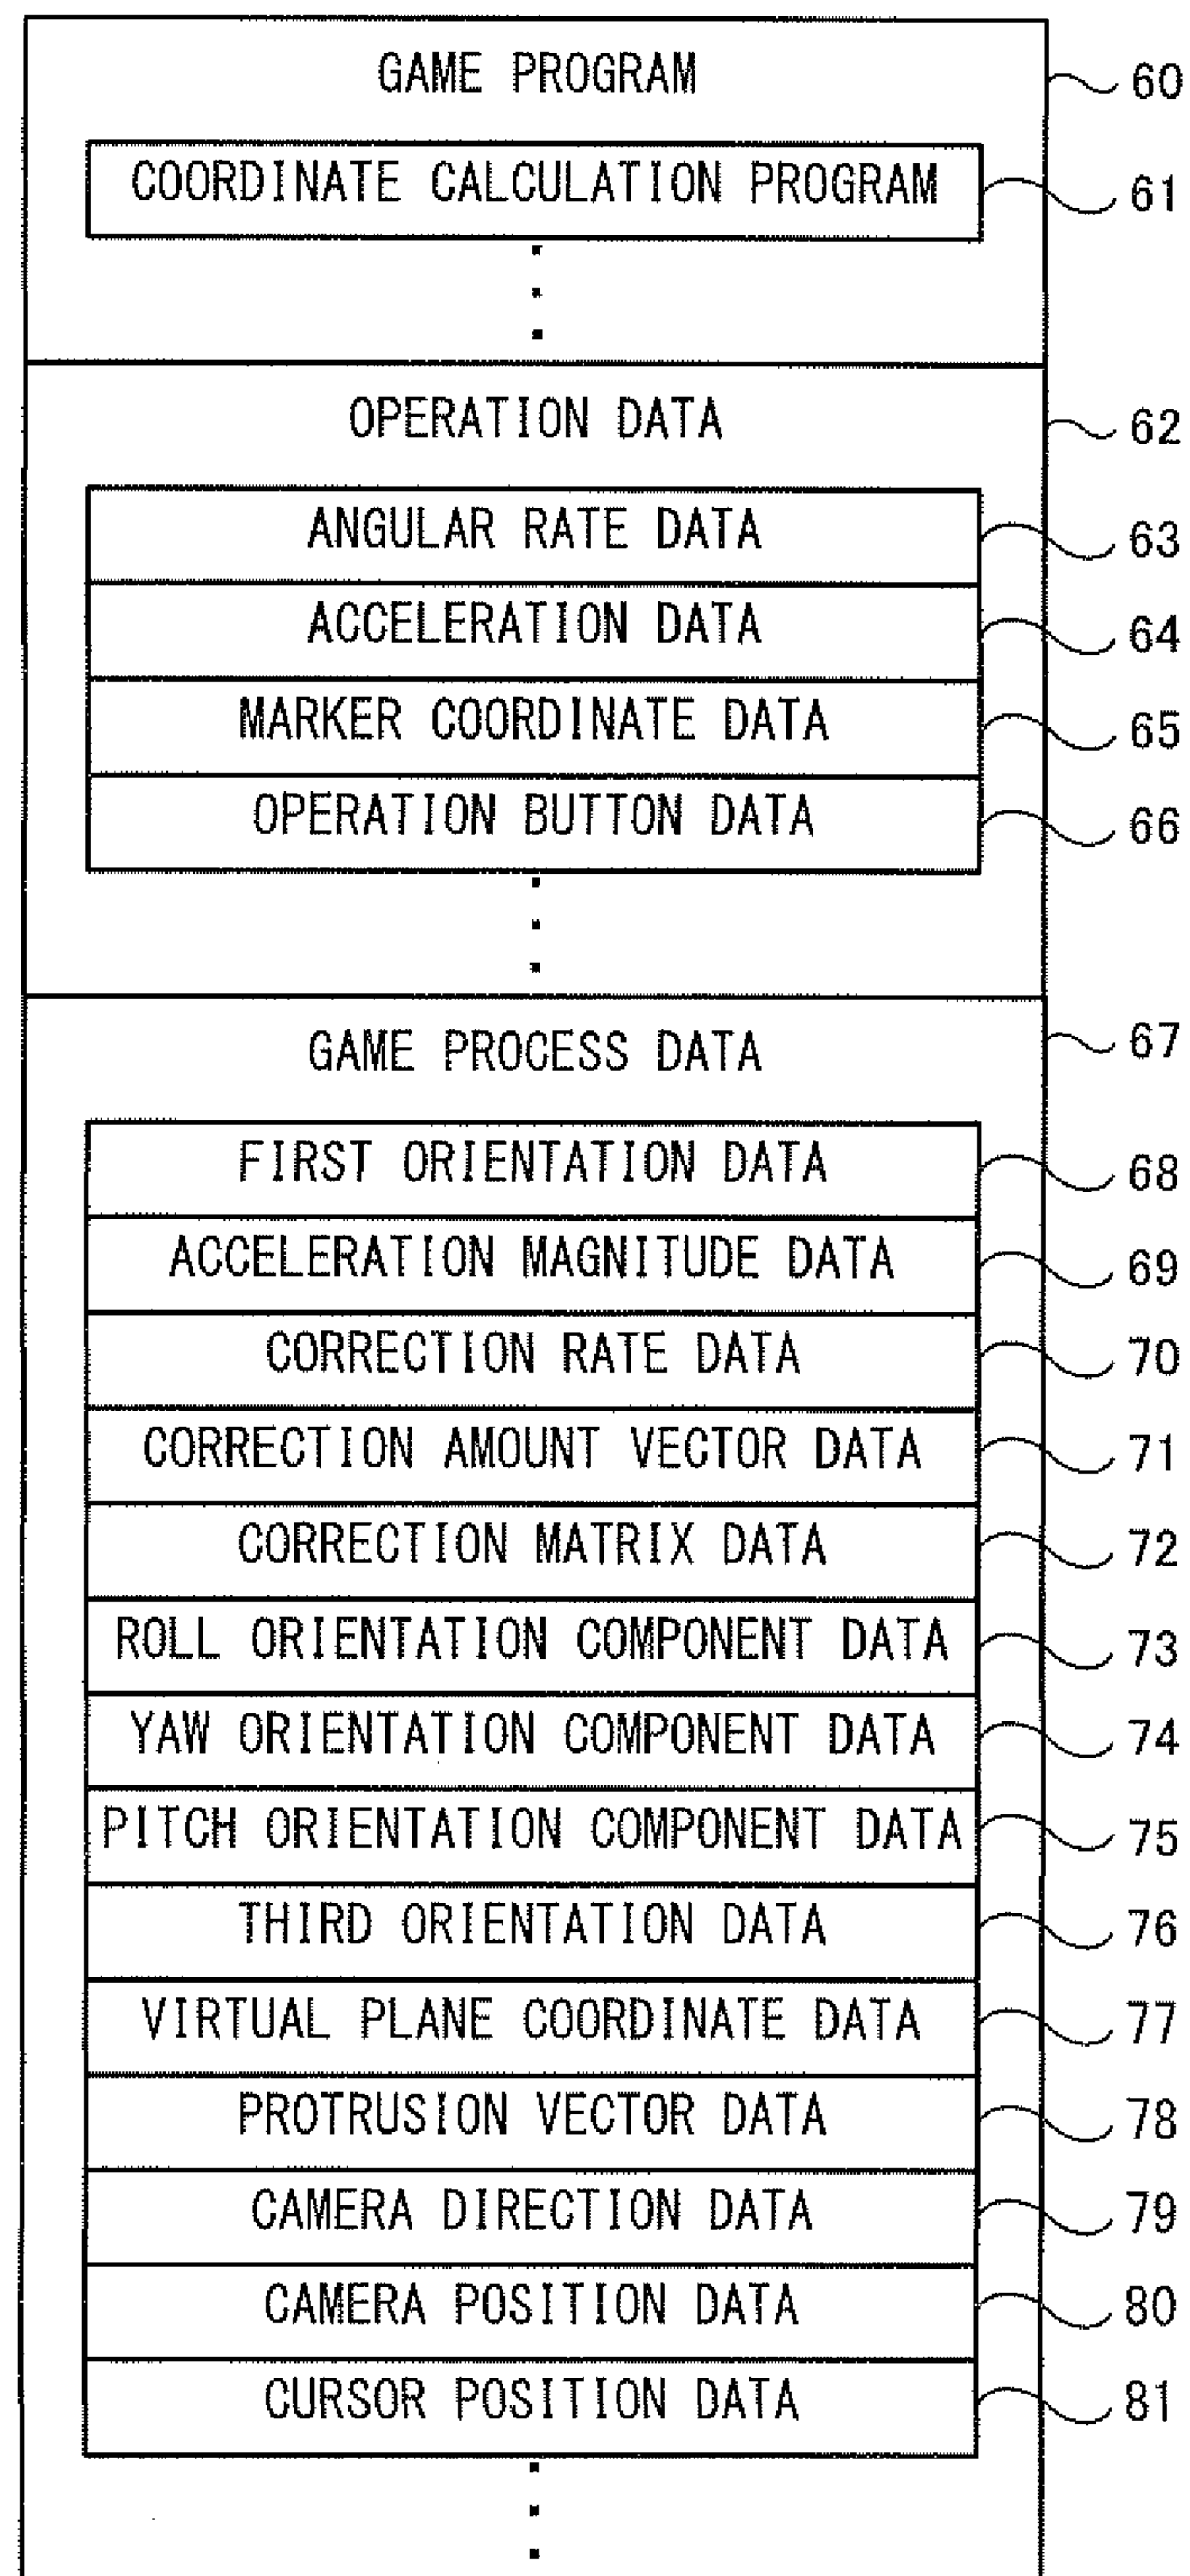 GAME PROGRAM 60
COORDINATE CALCULATION PROGRAM 61
OPERATION DATA 62
ANGULAR RATE DATA 63
ACCELERATION DATA 64
MARKER COORDINATE DATA 65
OPERATION BUTTON DATA 66
GAME PROCESS DATA 67
FIRST ORIENTATION DATA 68
ACCELERATION MAGNITUDE DATA 69
CORRECTION RATE DATA 70
CORRECTION AMOUNT VECTOR DATA 71
CORRECTION MATRIX DATA 72
ROLL ORIENTATION COMPONENT DATA 73
YAW ORIENTATION COMPONENT DATA 74
PITCH ORIENTATION COMPONENT DATA 75
THIRD ORIENTATION DATA 76
VIRTUAL PLANE COORDINATE DATA 77
PROTRUSION VECTOR DATA 78
CAMERA DIRECTION DATA 79
CAMERA POSITION DATA 80
CURSOR POSITION DATA 81